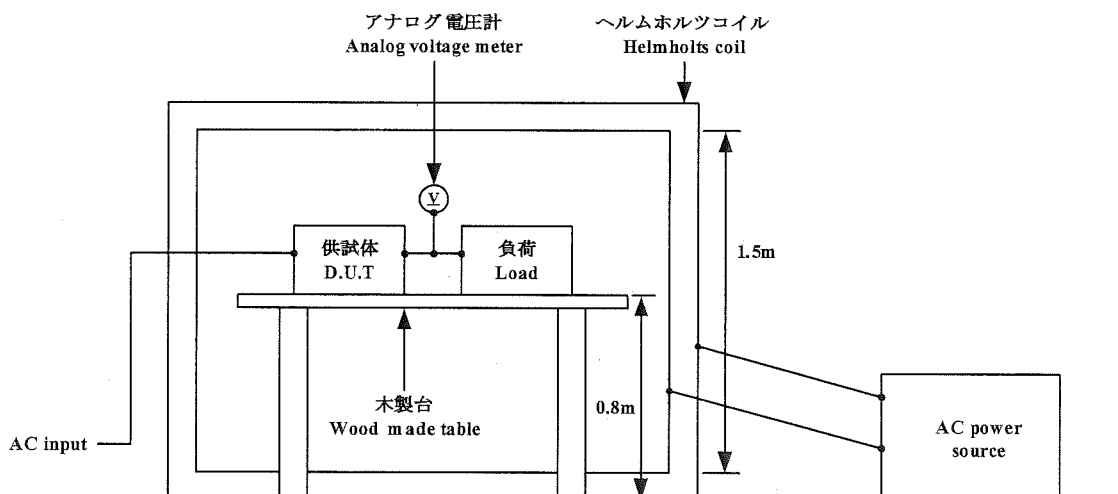 アナログ電圧計
Analog voltage meter
ヘルムホルツコイル
Helmholts coil
V
供試体
D.U.T
負荷
Load
1.5m
木製台
Wood made table
0.8m
AC input
AC power
source